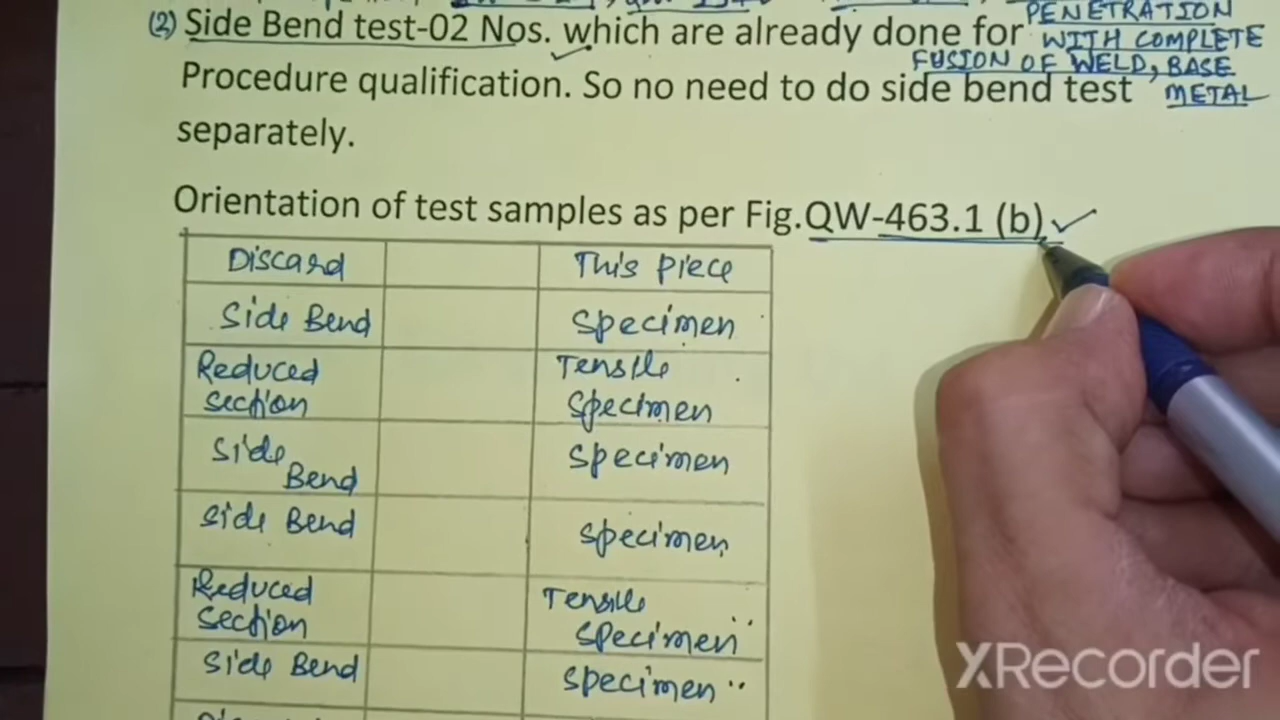 PENETRATION
(2) Side Bend test-02 Nos. which are already done for WITH COMPLETE
FUSION OF WELD, BASE
Procedure qualification. So no need to do side bend test METAL
separately.
Orientation of test samples as per Fig.QW-463.1 (b)
Discard This piece
Side Bend specimen
Reduced Tensile
section specimen
Side specimen
Bend
Side Bend specimen
Reduced Tensile
section specimen
Side Bend specimen
XRecorder